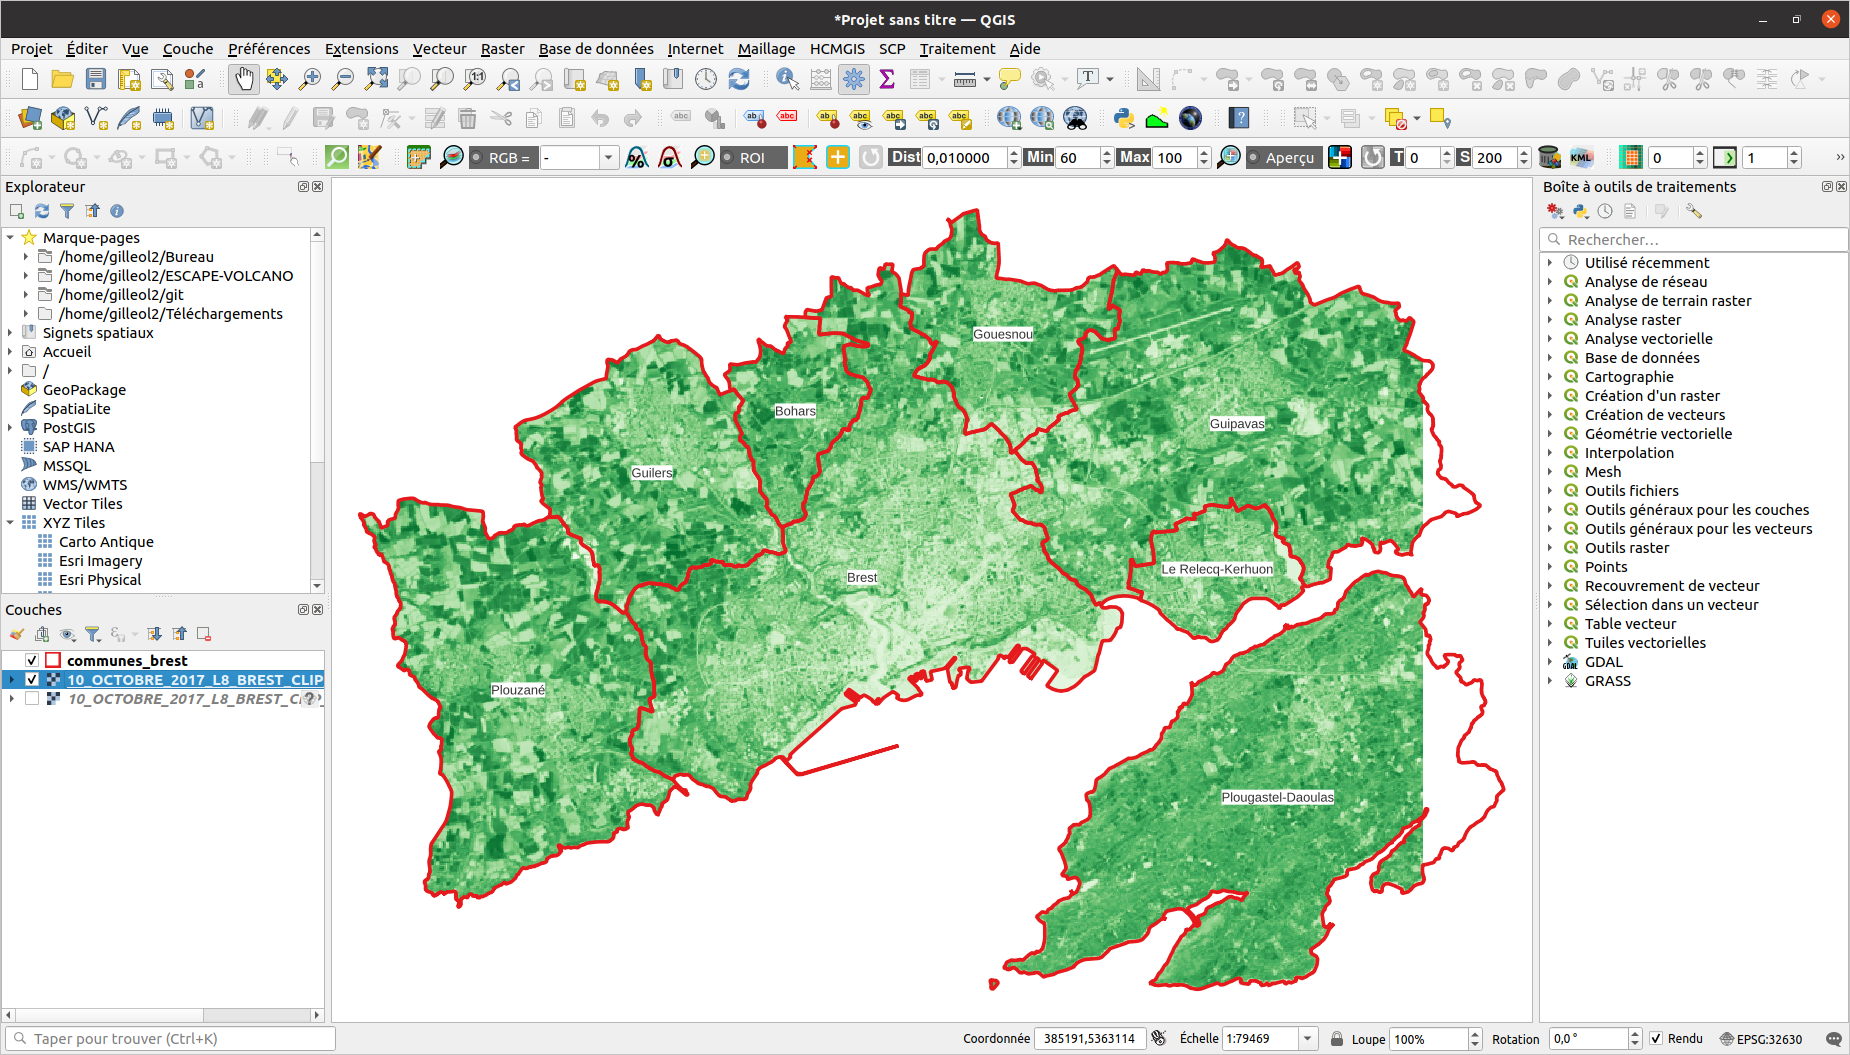 *Projet sans titre — QGIS
Projet Éditer Vue Couche Préférences Extensions Vecteur Raster Base de données Internet Maillage HCMGIS SCP Traitement Aide
RGB = - ROI Dist 0,010000 Min 60 Max 100 Aperçu T 0 S 200 KML 0 1 »
Explorateur
Marque-pages
/home/gilleol2/Bureau
/home/gilleol2/ESCAPE-VOLCANO
/home/gilleol2/git
/home/gilleol2/Téléchargements
Signets spatiaux
Accueil
/
GeoPackage
SpatiaLite
PostGIS
SAP HANA
MSSQL
WMS/WMTS
Vector Tiles
XYZ Tiles
Carto Antique
Esri Imagery
Esri Physical
Couches
communes_brest
10_OCTOBRE_2017_L8_BREST_CLIP
10_OCTOBRE_2017_L8_BREST_C
Gouesnou
Bohars
Guipavas
Guilers
Le Relecq-Kerhuon
Brest
Plouzané
Plougastel-Daoulas
Boîte à outils de traitements
Rechercher...
Utilisé récemment
Analyse de réseau
Analyse de terrain raster
Analyse raster
Analyse vectorielle
Base de données
Cartographie
Création d'un raster
Création de vecteurs
Géométrie vectorielle
Interpolation
Mesh
Outils fichiers
Outils généraux pour les couches
Outils généraux pour les vecteurs
Outils raster
Points
Recouvrement de vecteur
Sélection dans un vecteur
Table vecteur
Tuiles vectorielles
GDAL
GRASS
Taper pour trouver (Ctrl+K) Coordonnée 385191,5363114 Échelle 1:79469 Loupe 100% Rotation 0,0 ° Rendu EPSG:32630